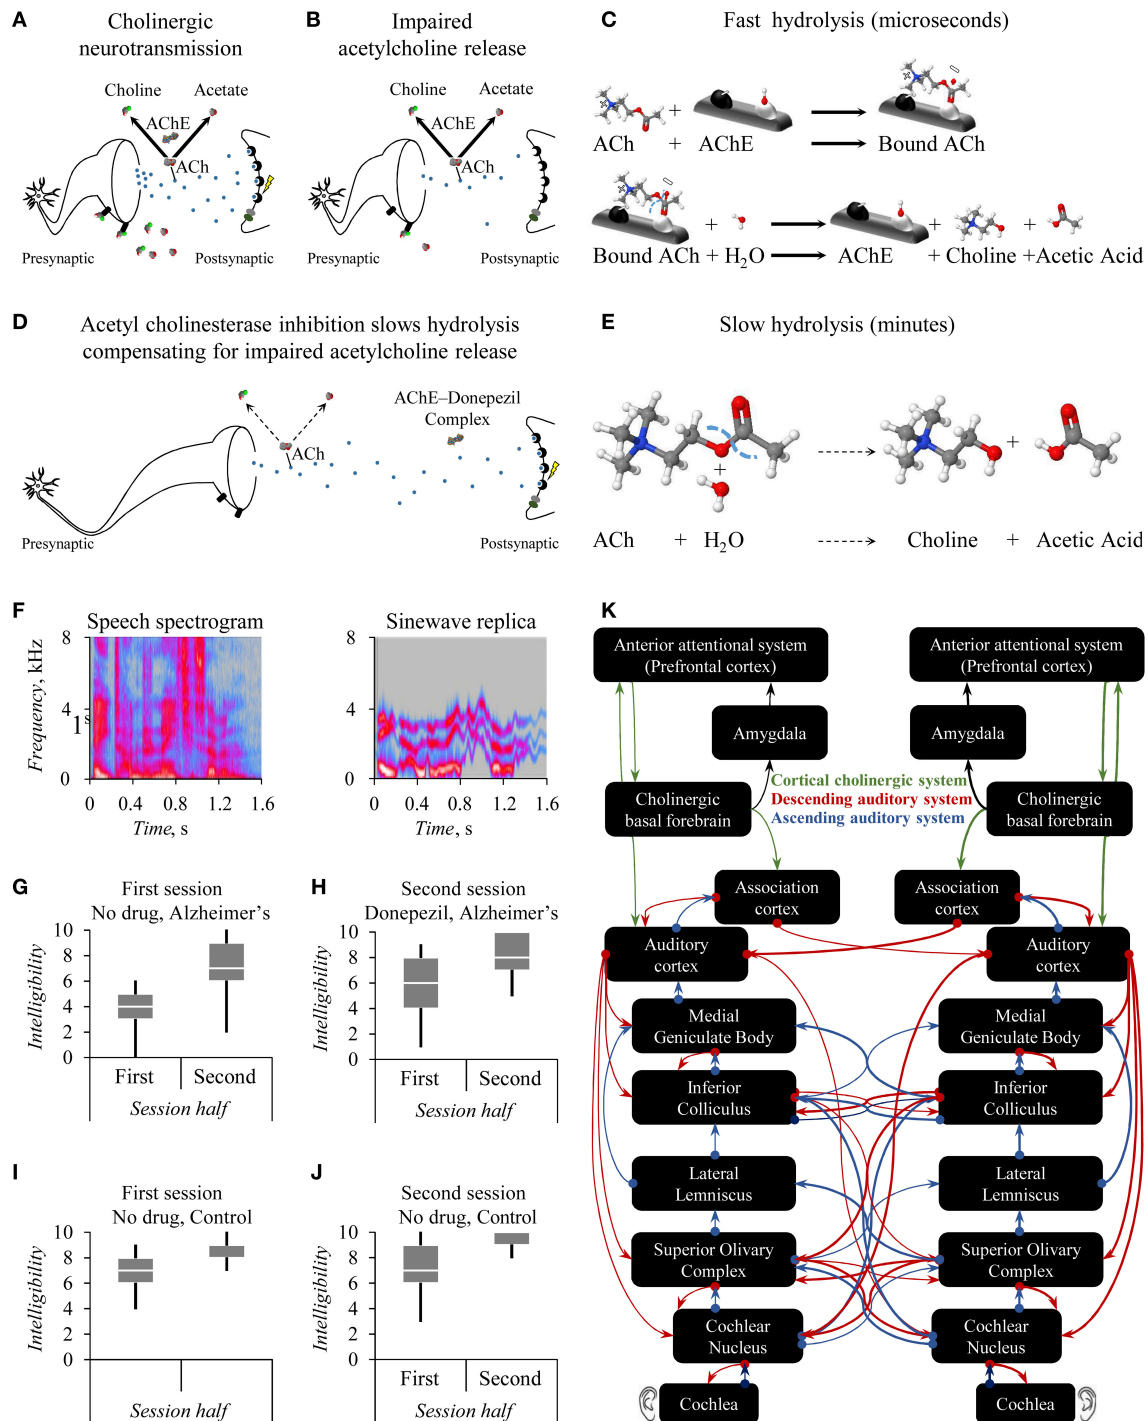 A
Cholinergic
neurotransmission
Choline
Acetate
AChE
ACh
Presynaptic
Postsynaptic
B
Impaired
acetylcholine release
Choline
Acetate
AChE
ACh
Presynaptic
Postsynaptic
C
Fast hydrolysis (microseconds)
+
ACh + AChE Bound ACh
+ + +
Bound ACh + H2O AChE + Choline +Acetic Acid
D
Acetyl cholinesterase inhibition slows hydrolysis
compensating for impaired acetylcholine release
AChE–Donepezil
Complex
ACh
Presynaptic
Postsynaptic
E
Slow hydrolysis (minutes)
+ +
ACh + H2O Choline + Acetic Acid
F
Speech spectrogram
Frequency, kHz
8
4
1s
0
0 0.4 0.8 1.2 1.6
Time, s
Sinewave replica
8
4
0
0 0.4 0.8 1.2 1.6
Time, s
G
First session
No drug, Alzheimer's
Intelligibility
10
8
6
4
2
0
First Second
Session half
H
Second session
Donepezil, Alzheimer's
Intelligibility
10
8
6
4
2
0
First Second
Session half
I
First session
No drug, Control
Intelligibility
10
8
6
4
2
0
Session half
J
Second session
No drug, Control
Intelligibility
10
8
6
4
2
0
First Second
Session half
K
Anterior attentional system
(Prefrontal cortex)
Anterior attentional system
(Prefrontal cortex)
Amygdala
Amygdala
Cortical cholinergic system
Descending auditory system
Ascending auditory system
Cholinergic
basal forebrain
Cholinergic
basal forebrain
Association
cortex
Association
cortex
Auditory
cortex
Auditory
cortex
Medial
Geniculate Body
Medial
Geniculate Body
Inferior
Colliculus
Inferior
Colliculus
Lateral
Lemniscus
Lateral
Lemniscus
Superior Olivary
Complex
Superior Olivary
Complex
Cochlear
Nucleus
Cochlear
Nucleus
Cochlea
Cochlea